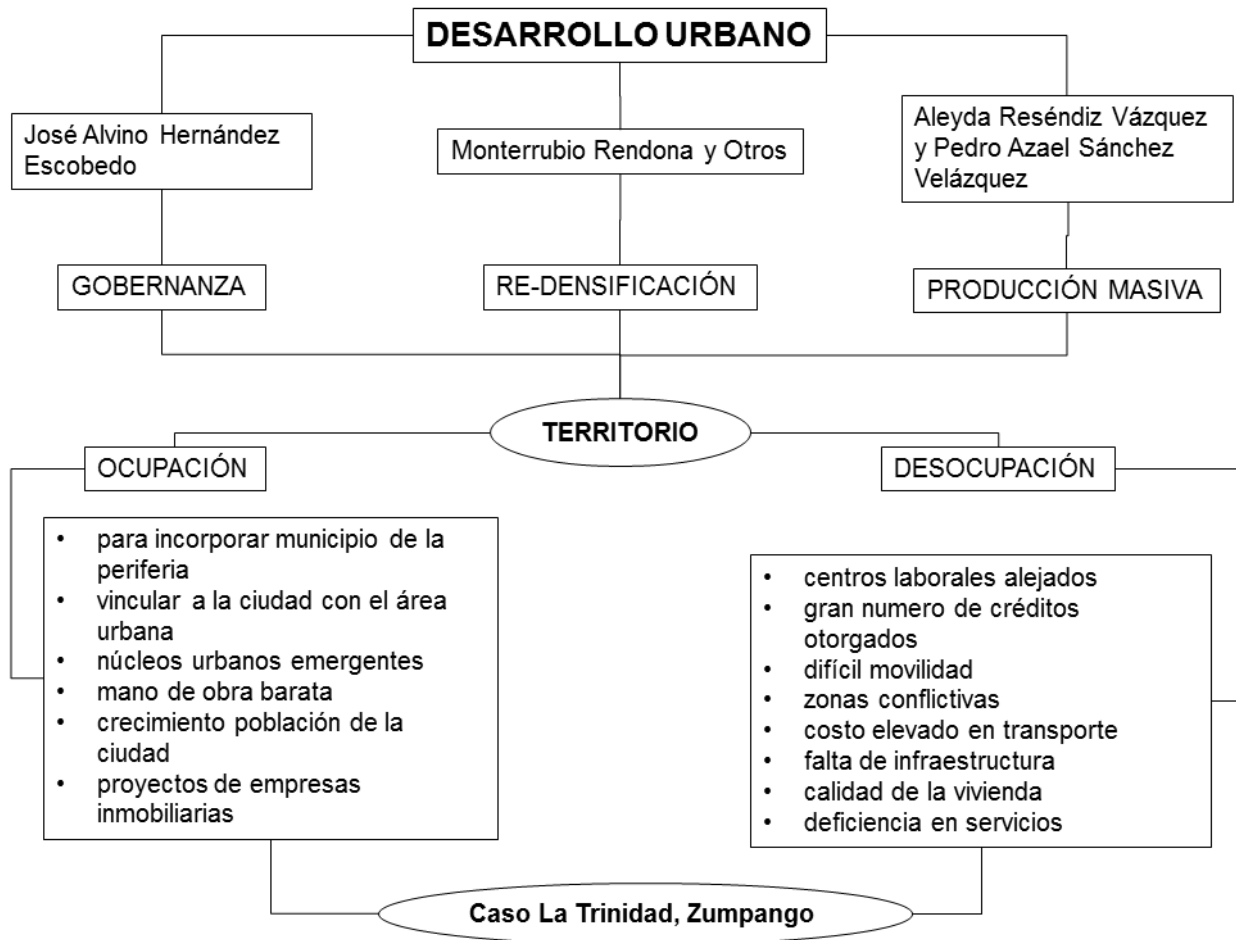 DESARROLLO URBANO
José Alvino Hernández
Escobedo
Monterrubio Rendona y Otros
Aleyda Reséndiz Vázquez
y Pedro Azael Sánchez
Velázquez
GOBERNANZA
RE-DENSIFICACIÓN
PRODUCCIÓN MASIVA
TERRITORIO
OCUPACIÓN
DESOCUPACIÓN
• para incorporar municipio de la
periferia
• vincular a la ciudad con el área
urbana
• núcleos urbanos emergentes
• mano de obra barata
• crecimiento población de la
ciudad
• proyectos de empresas
inmobiliarias
• centros laborales alejados
• gran numero de créditos
otorgados
• difícil movilidad
• zonas conflictivas
• costo elevado en transporte
• falta de infraestructura
• calidad de la vivienda
• deficiencia en servicios
Caso La Trinidad, Zumpango